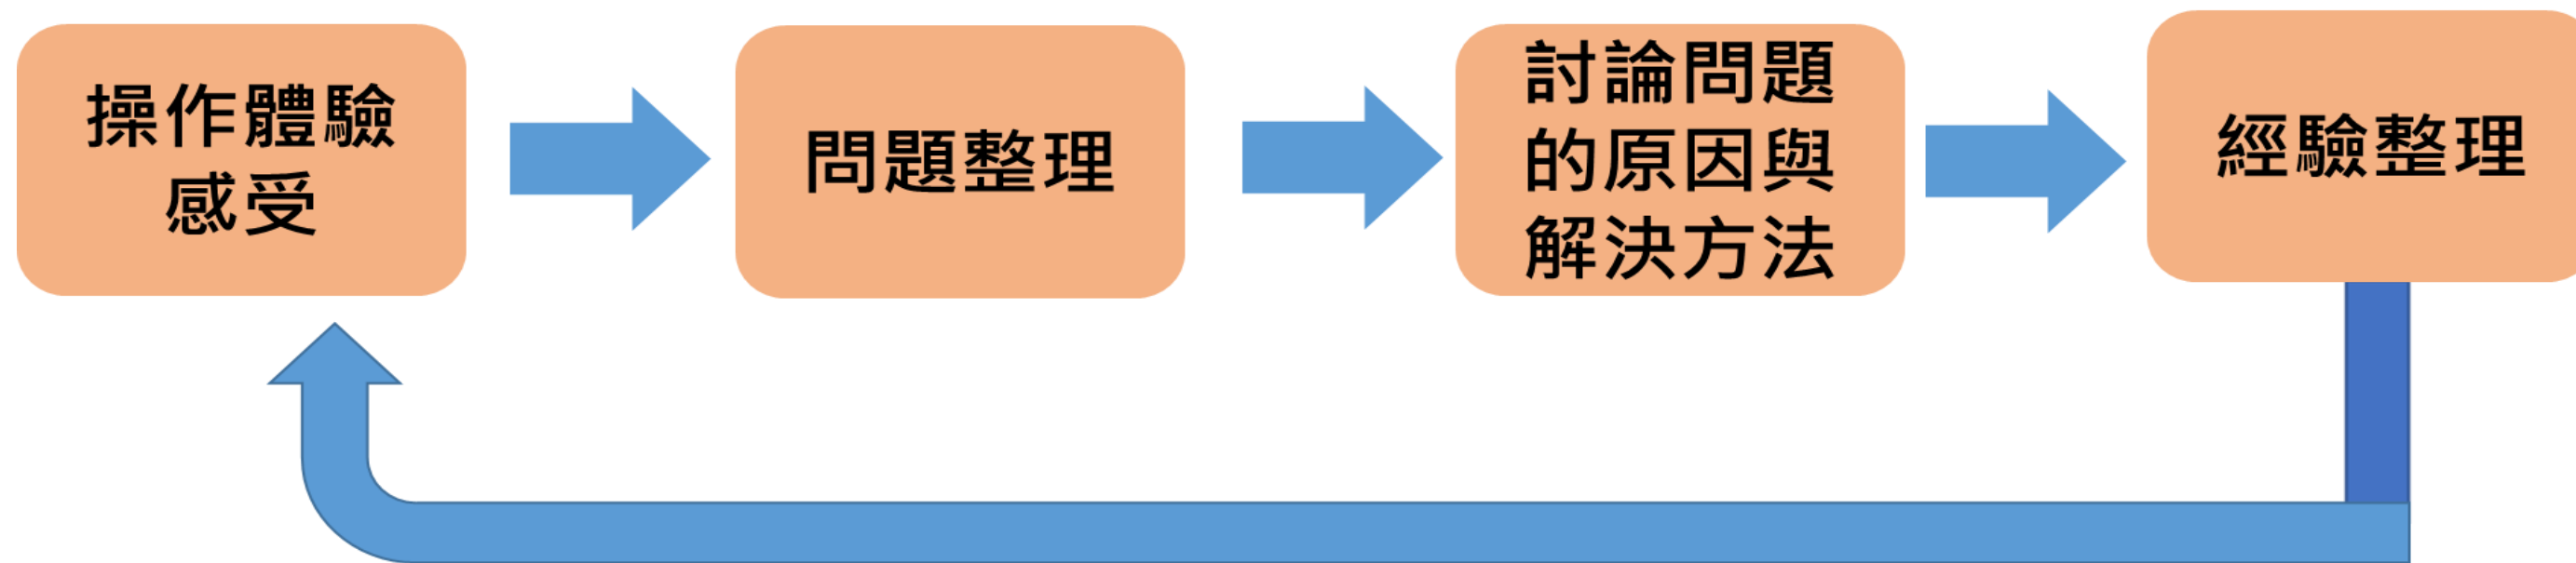 操作體驗
感受
問題整理
討論問題
的原因與
解決方法
經驗整理